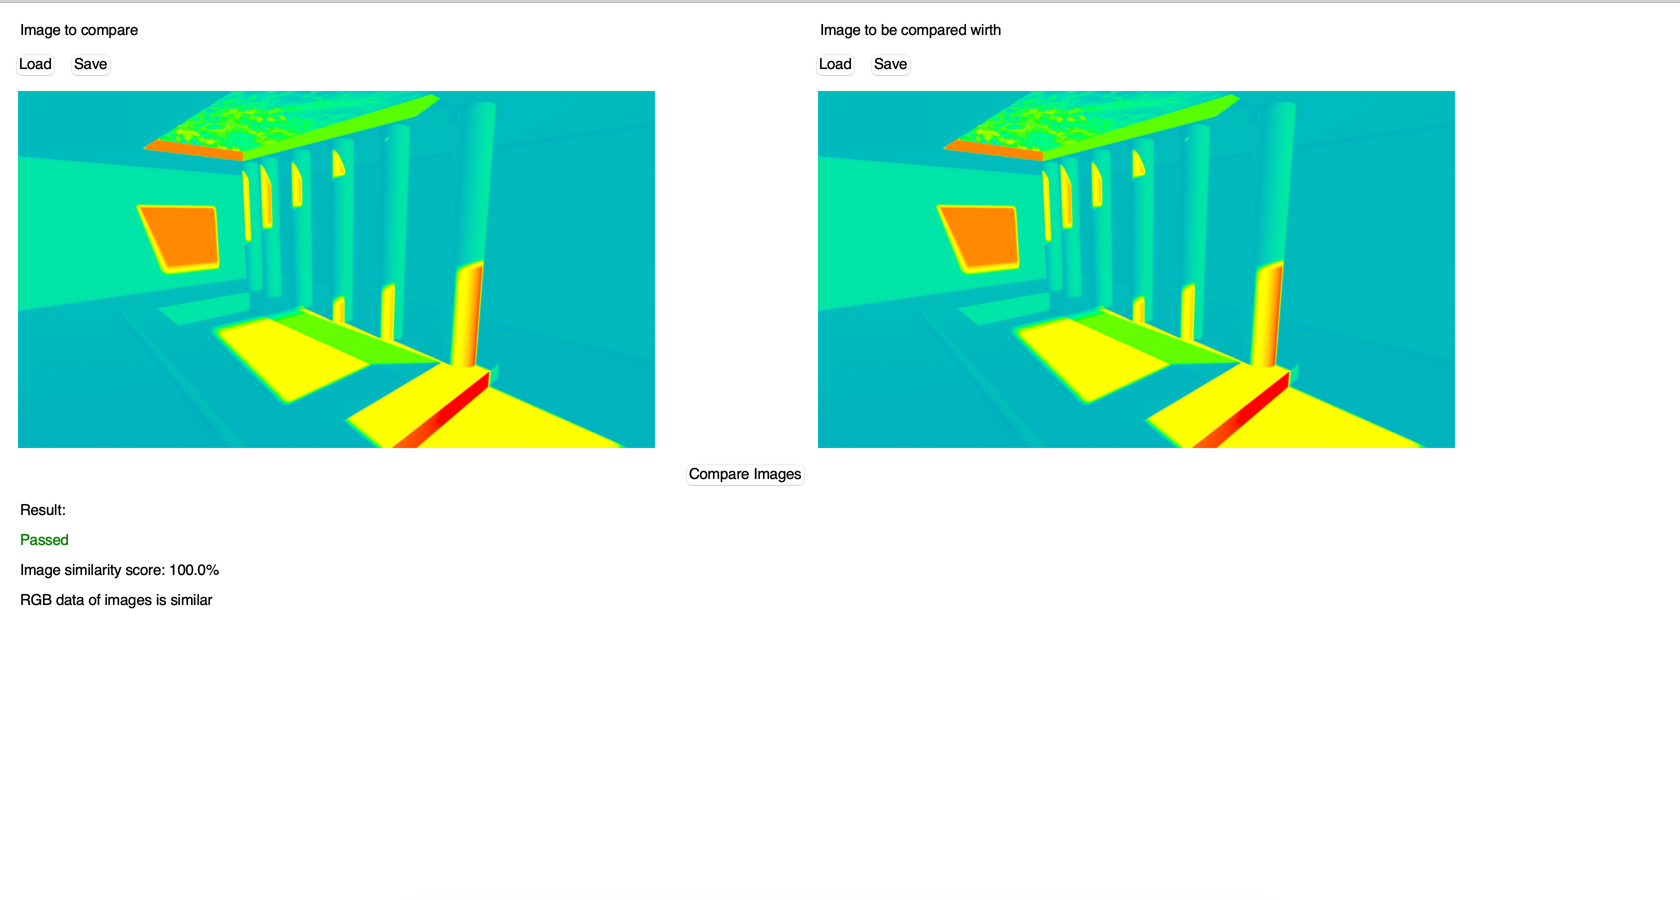 Image to compare
Image to be compared wirth
Load Save
Load Save
Compare Images
Result:
Passed
Image similarity score: 100.0%
RGB data of images is similar